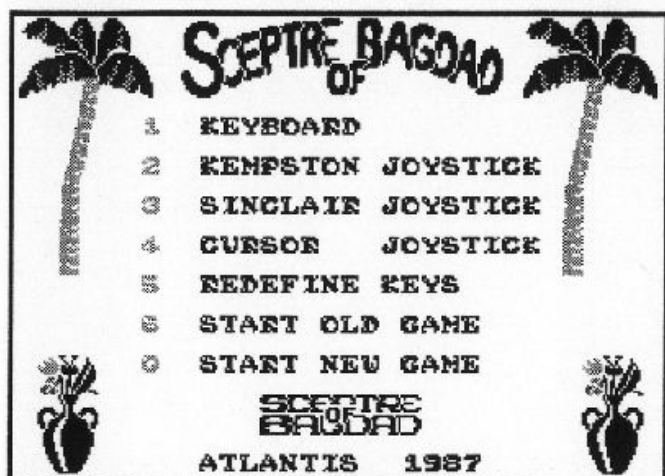 SCEPTRE OF BAGDAD
1 KEYBOARD
2 KEMPSTON JOYSTICK
3 SINCLAIR JOYSTICK
4 CURSOR JOYSTICK
5 REDEFINE KEYS
6 START OLD GAME
0 START NEW GAME
SCEPTRE
OF
BAGDAD
ATLANTIS 1987